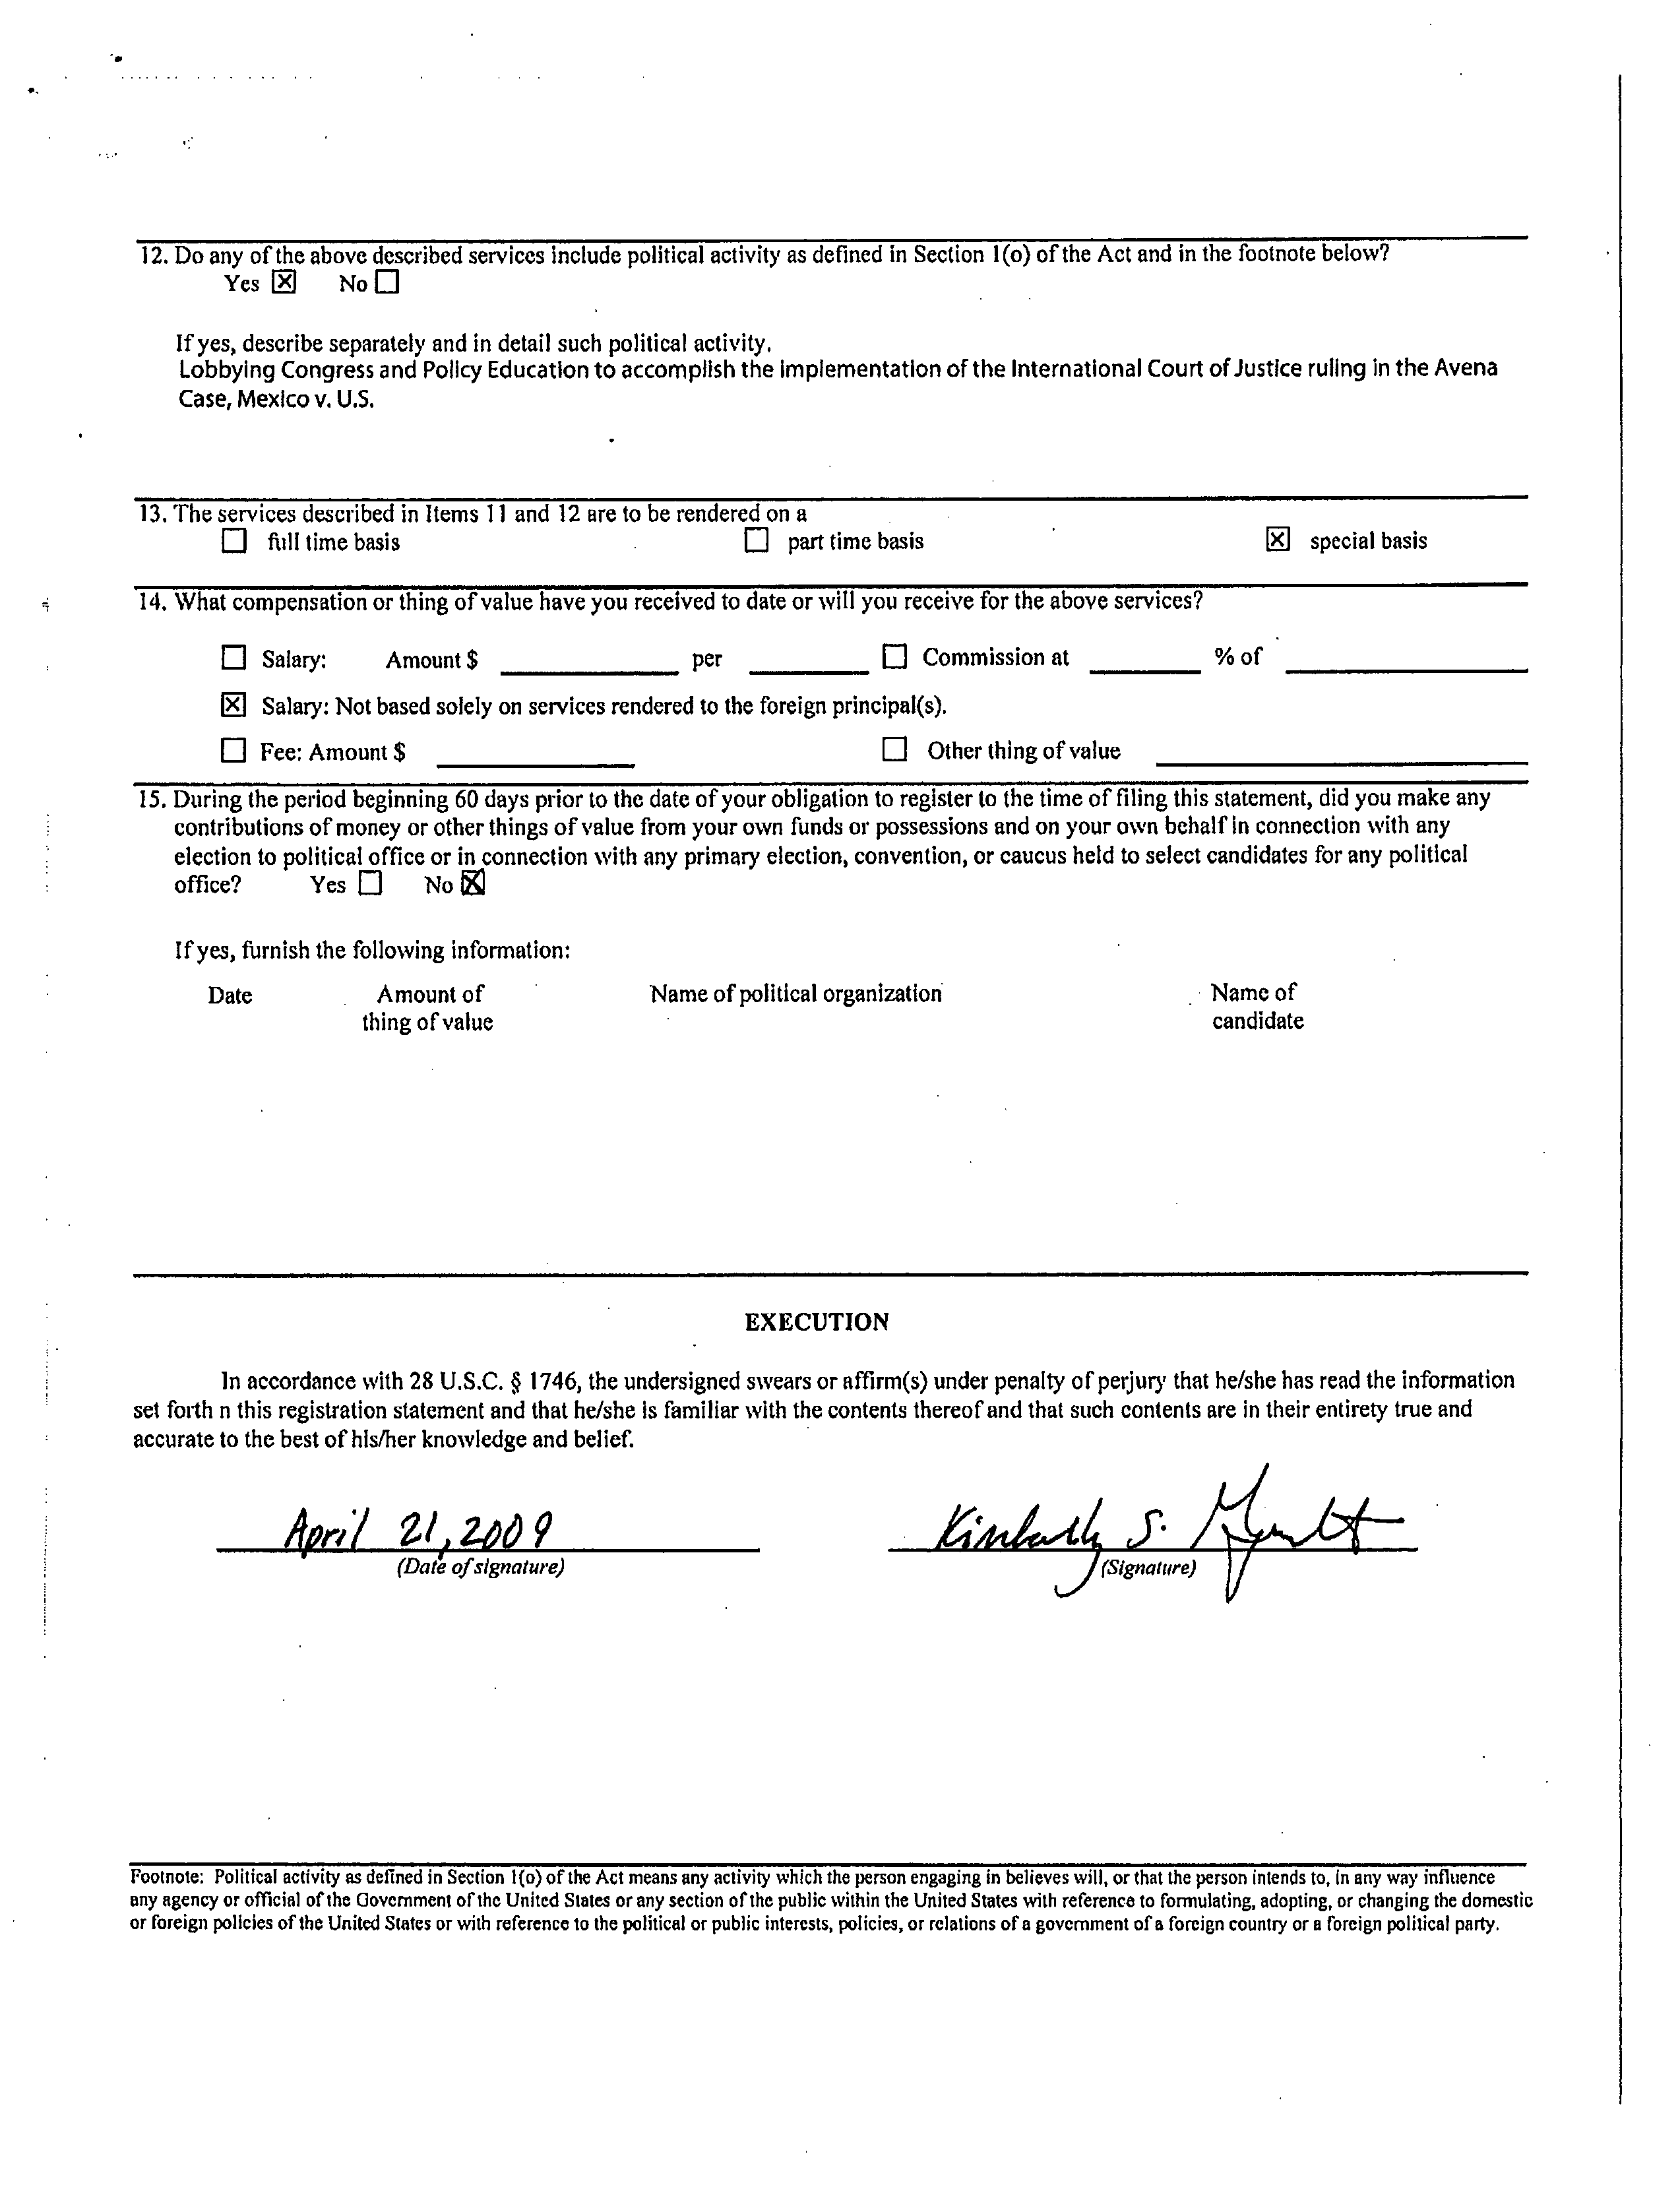 12. Do any of the above described services include political activity as defined in Section 1(o) of the Act and in the footnote below?
Yes ☒ No ☐
If yes, describe separately and in detail such political activity.
Lobbying Congress and Policy Education to accomplish the implementation of the International Court of Justice ruling in the Avena
Case, Mexico v. U.S.
13. The services described in Items 11 and 12 are to be rendered on a
☐ full time basis ☐ part time basis ☒ special basis
14. What compensation or thing of value have you received to date or will you receive for the above services?
☐ Salary: Amount $ ______ per ______ ☐ Commission at ______ % of ______
☒ Salary: Not based solely on services rendered to the foreign principal(s).
☐ Fee: Amount $ ______ ☐ Other thing of value ______
15. During the period beginning 60 days prior to the date of your obligation to register to the time of filing this statement, did you make any
contributions of money or other things of value from your own funds or possessions and on your own behalf in connection with any
election to political office or in connection with any primary election, convention, or caucus held to select candidates for any political
office? Yes ☐ No ☒
If yes, furnish the following information:
Date Amount of Name of political organization Name of
thing of value candidate
EXECUTION
In accordance with 28 U.S.C. § 1746, the undersigned swears or affirm(s) under penalty of perjury that he/she has read the information
set forth n this registration statement and that he/she is familiar with the contents thereof and that such contents are in their entirety true and
accurate to the best of his/her knowledge and belief.
April 21, 2009 Kimberly S.
(Date of signature) (Signature)
Footnote: Political activity as defined in Section 1(o) of the Act means any activity which the person engaging in believes will, or that the person intends to, in any way influence
any agency or official of the Government of the United States or any section of the public within the United States with reference to formulating, adopting, or changing the domestic
or foreign policies of the United States or with reference to the political or public interests, policies, or relations of a government of a foreign country or a foreign political party.